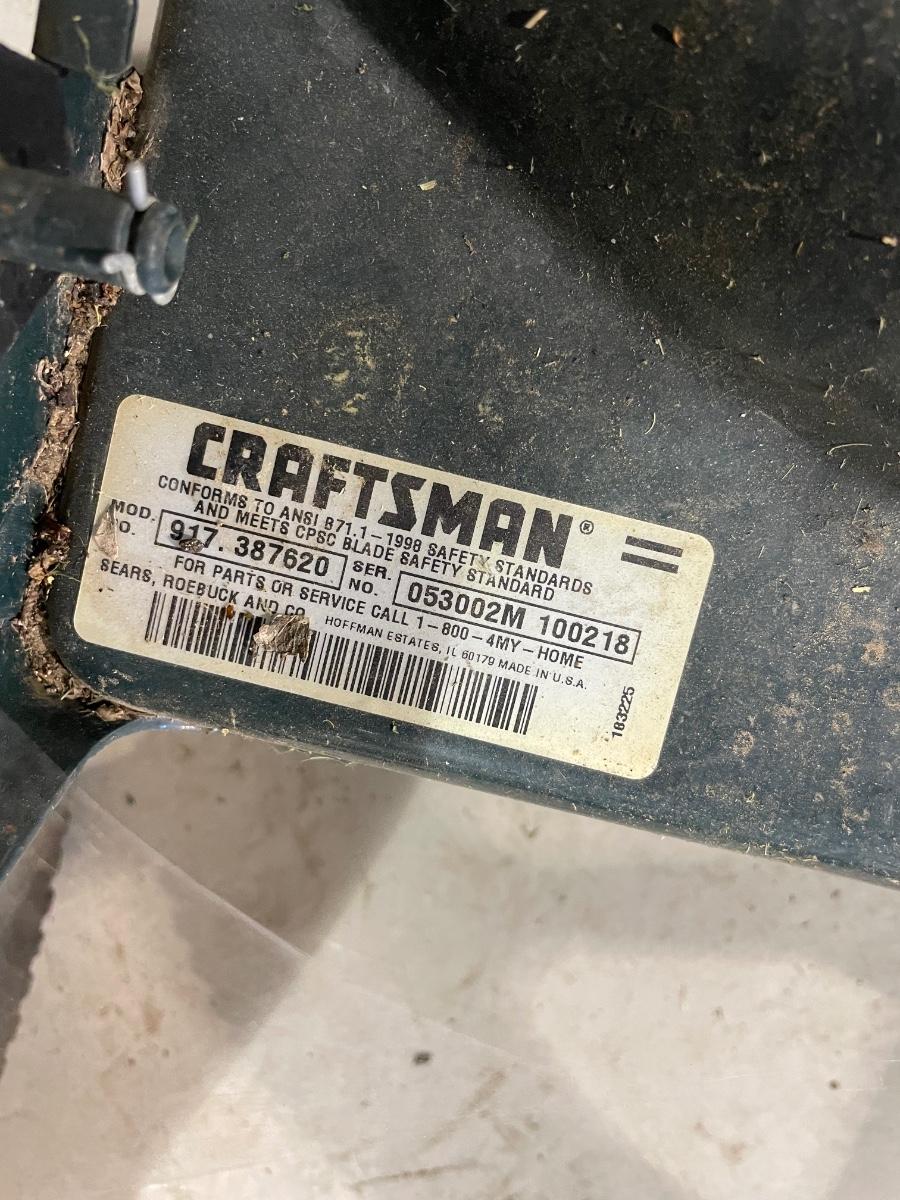 CRAFTSMAN®
CONFORMS TO ANSI B71.1-1998 SAFETY STANDARDS
AND MEETS CPSC BLADE SAFETY STANDARD
MOD. NO. 917.387620 SER. NO. 053002M 100218
FOR PARTS OR SERVICE CALL 1-800-4MY-HOME
SEARS, ROEBUCK AND CO. HOFFMAN ESTATES, IL 60179 MADE IN U.S.A.
183225